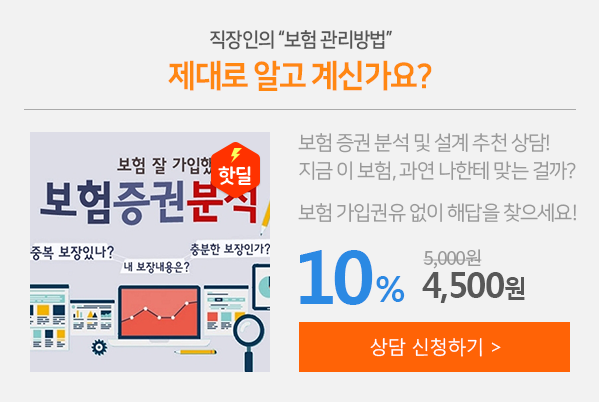 직장인의 “보험 관리방법”
제대로 알고 계신가요?
보험 잘 가입했
핫딜
보험증권분석
중복 보장있나?
내 보장내용은?
충분한 보장인가?
보험 증권 분석 및 설계 추천 상담!
지금 이 보험, 과연 나한테 맞는 걸까?
보험 가입권유 없이 해답을 찾으세요!
10%
5,000원
4,500원
상담 신청하기 >